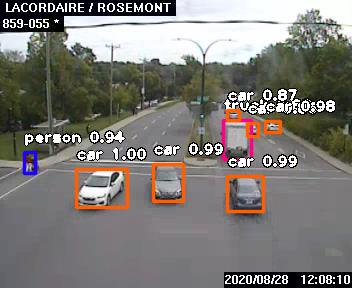 LACORDAIRE / ROSEMONT
859-055 *
car 0.87
truck
car 0.98
person 0.94
car 1.00
car 0.99
car 0.99
2020/08/28 12:08:10